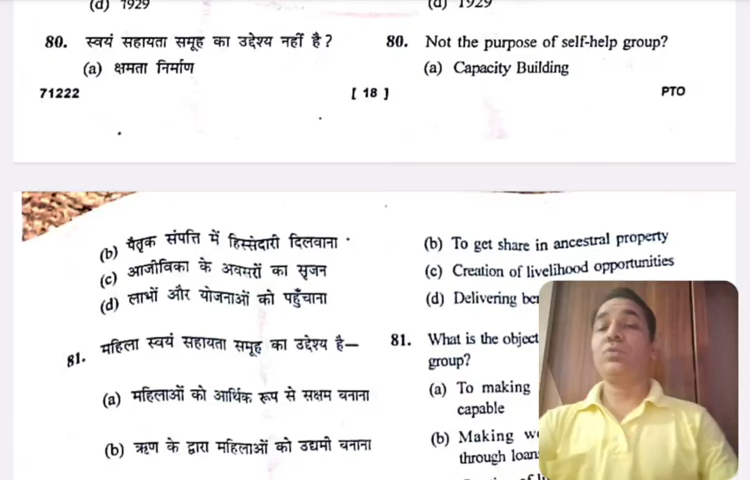 (d) 1929
(d) 1929
80. स्वयं सहायता समूह का उद्देश्य नहीं है ?
(a) क्षमता निर्माण
80. Not the purpose of self-help group?
(a) Capacity Building
71222
[ 18 ]
PTO
(b) पैतृक संपत्ति में हिस्सेदारी दिलवाना
(c) आजीविका के अवसरों का सृजन
(d) लाभों और योजनाओं को पहुँचाना
81. महिला स्वयं सहायता समूह का उद्देश्य है—
(a) महिलाओं को आर्थिक रूप से सक्षम बनाना
(b) ऋण के द्वारा महिलाओं को उद्यमी बनाना
(b) To get share in ancestral property
(c) Creation of livelihood opportunities
(d) Delivering
81. What is the object
group?
(a) To making
capable
(b) Making
through loan